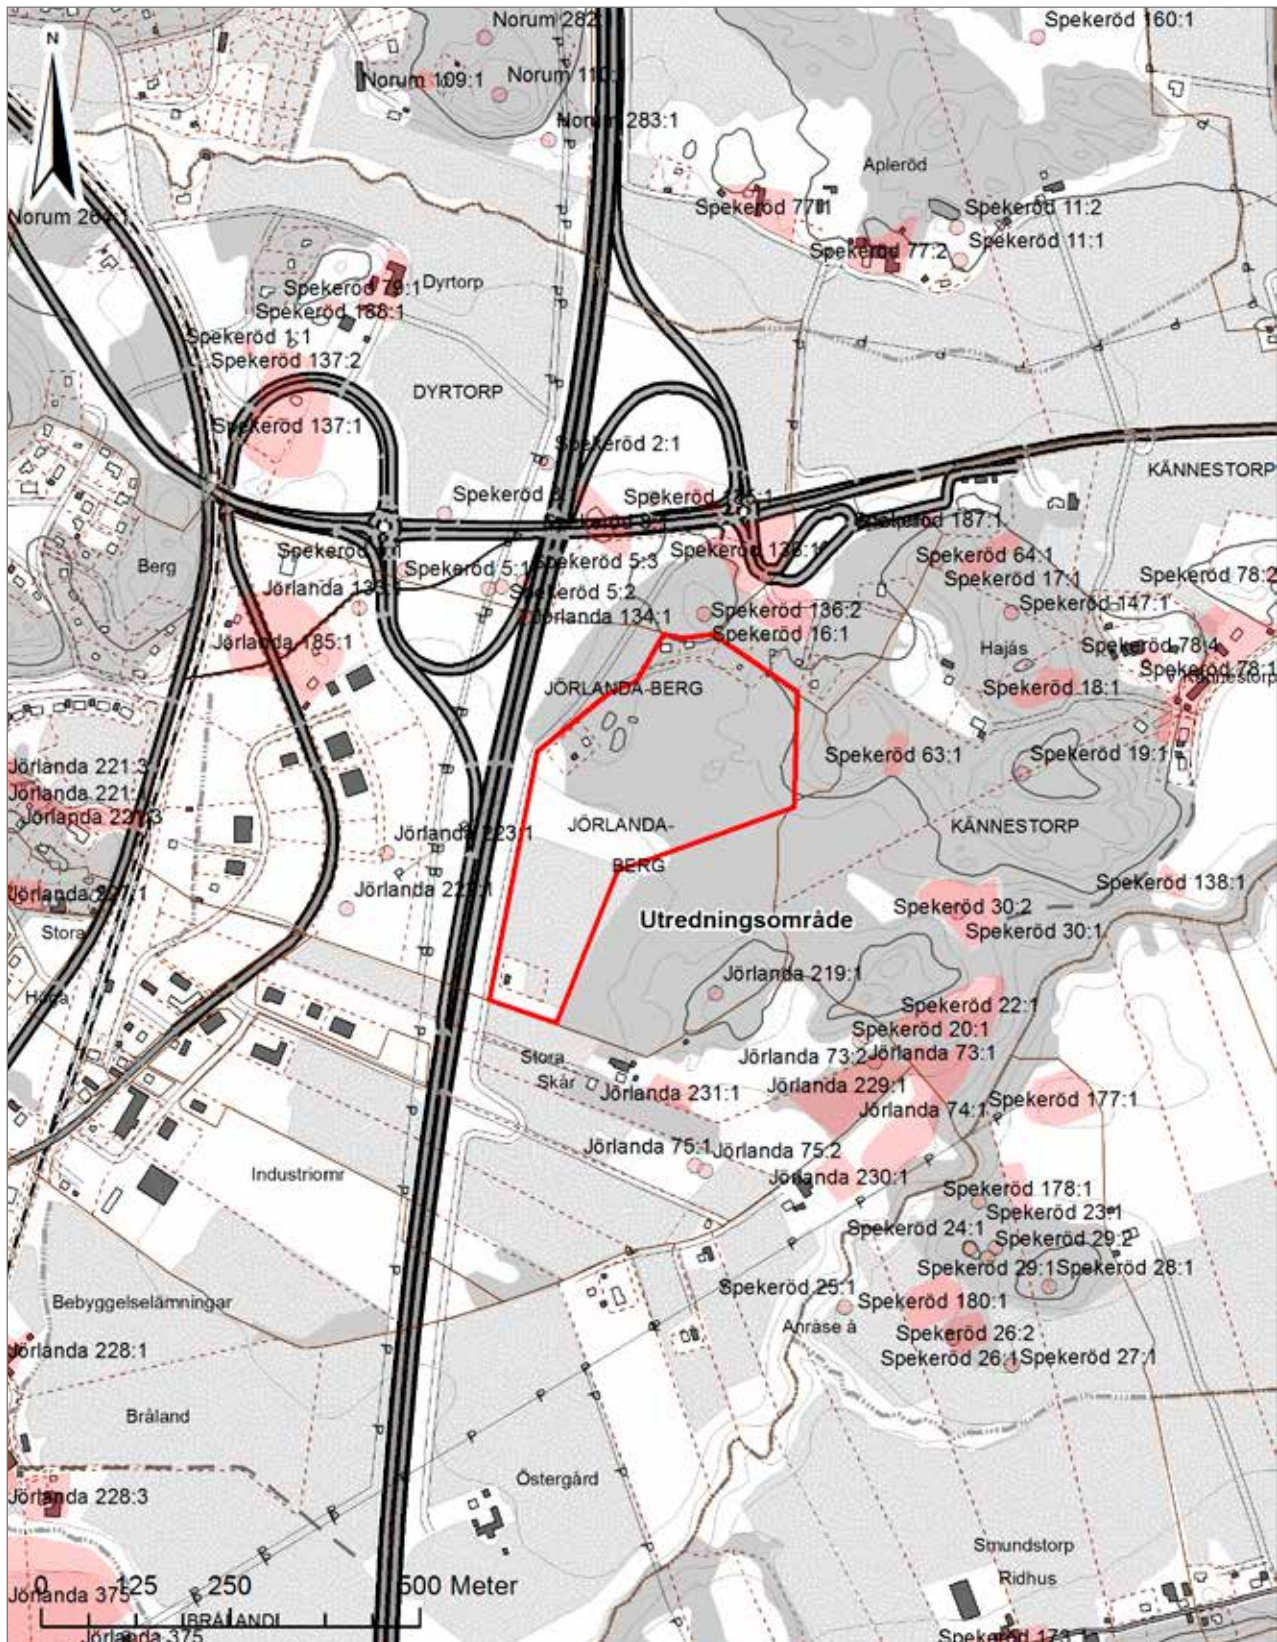 Norum 282:1
Spekeröd 160:1
N
Norum 109:1
Norum 110:1
Norum 283:1
Apleröd
Spekeröd 77:1
Spekeröd 11:2
Spekeröd 11:1
Spekeröd 77:2
Spekeröd 79:1
Dyrtorp
Spekeröd 188:1
Spekeröd 1:1
Spekeröd 137:2
DYRTORP
Spekeröd 137:1
Spekeröd 2:1
KÄNNESTORP
Spekeröd 187:1
Berg
Spekeröd 5:1
Spekeröd 5:3
Spekeröd 64:1
Spekeröd 17:1
Spekeröd 78:2
Spekeröd 5:2
Jörlanda 134:1
Spekeröd 136:2
Spekeröd 147:1
Jörlanda 185:1
Spekeröd 16:1
Hajås
Spekeröd 78:4
Spekeröd 78:1
Kännestorp
JÖRLANDA-BERG
Spekeröd 18:1
Spekeröd 63:1
Spekeröd 19:1
Jörlanda 221:3
Jörlanda 223:1
JÖRLANDA-
BERG
KÄNNESTORP
Spekeröd 138:1
Spekeröd 30:2
Utredningsområde
Spekeröd 30:1
Stora
Höga
Jörlanda 219:1
Spekeröd 22:1
Spekeröd 20:1
Stora
Skår
Jörlanda 73:2
Jörlanda 73:1
Jörlanda 229:1
Jörlanda 231:1
Jörlanda 74:1
Spekeröd 177:1
Jörlanda 75:1
Jörlanda 75:2
Jörlanda 230:1
Industriomr
Spekeröd 178:1
Spekeröd 23:1
Spekeröd 24:1
Spekeröd 29:2
Spekeröd 29:1
Spekeröd 28:1
Spekeröd 25:1
Spekeröd 180:1
Bebyggelselämningar
Anråse å
Spekeröd 26:2
Spekeröd 26:1
Spekeröd 27:1
Jörlanda 228:1
Bråland
Östergård
Jörlanda 228:3
Smundstorp
Ridhus
Jörlanda 375
0 125 250 500 Meter
BRÅLAND
Jörlanda 375
Spekeröd 173:1